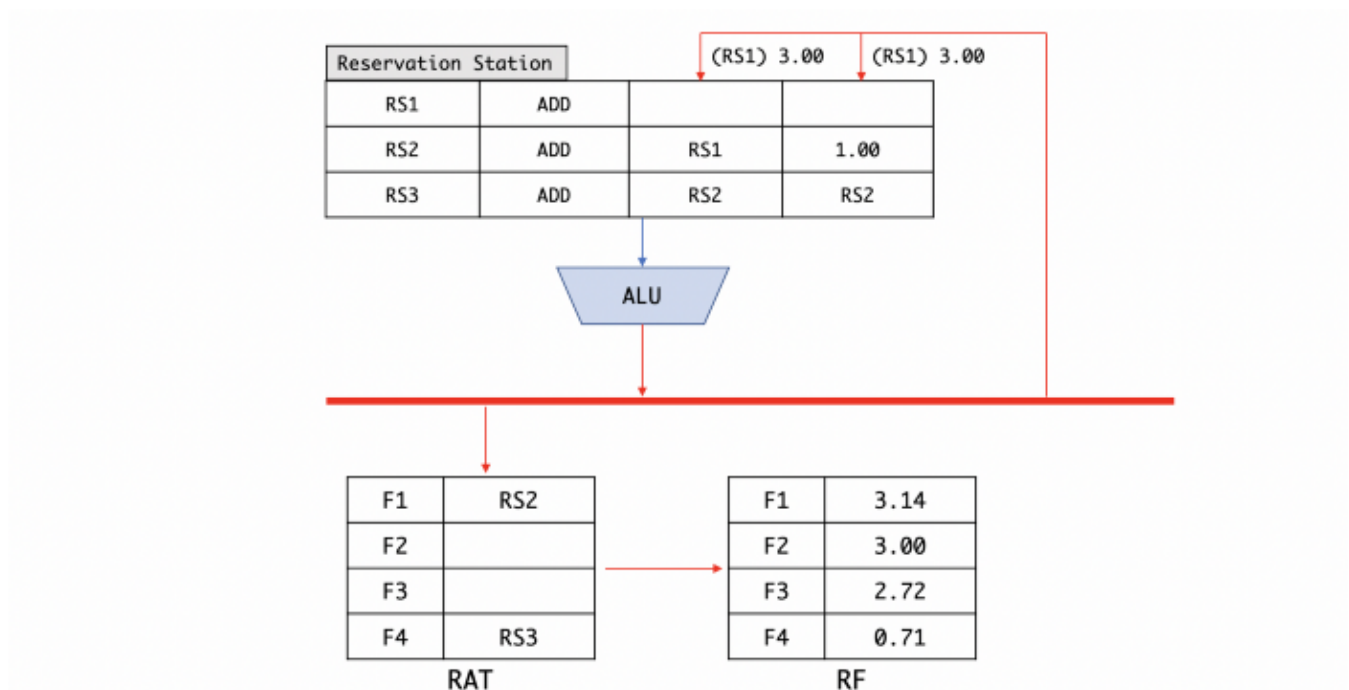 (RS1) 3.00 (RS1) 3.00
Reservation Station
RS1 ADD
RS2 ADD RS1 1.00
RS3 ADD RS2 RS2
ALU
F1 RS2 F1 3.14
F2 F2 3.00
F3 F3 2.72
F4 RS3 F4 0.71
RAT RF